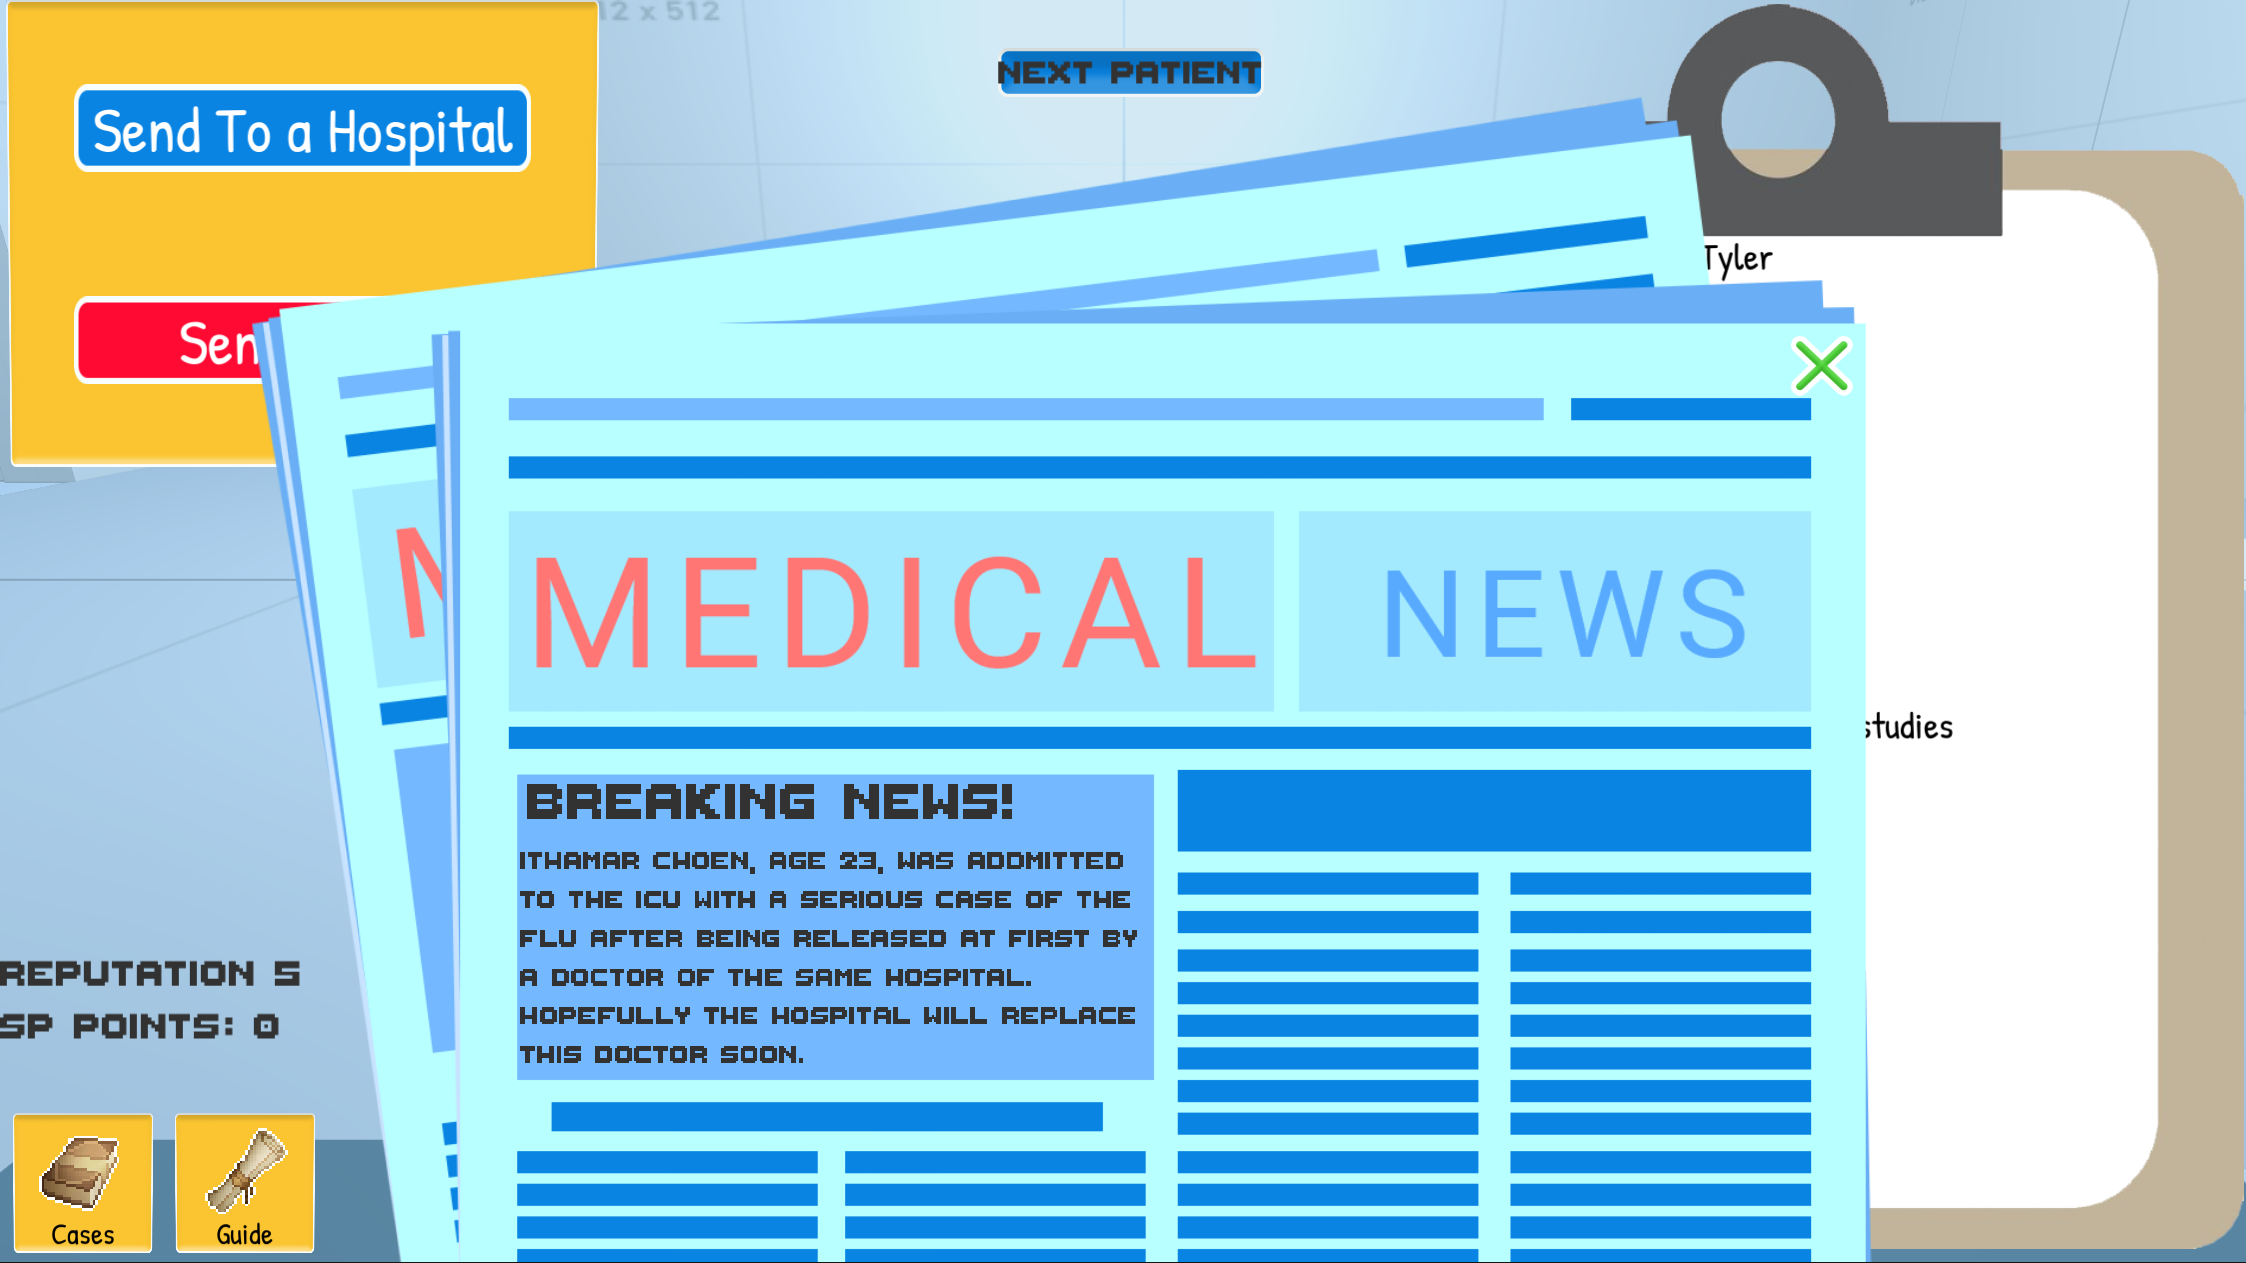 12 x 512
NEXT PATIENT
Send To a Hospital
Tyler
Sen
MEDICAL NEWS
studies
BREAKING NEWS!
ITHAMAR CHOEN, AGE 23, WAS ADDMITTED
TO THE ICU WITH A SERIOUS CASE OF THE
FLU AFTER BEING RELEASED AT FIRST BY
A DOCTOR OF THE SAME HOSPITAL.
HOPEFULLY THE HOSPITAL WILL REPLACE
THIS DOCTOR SOON.
REPUTATION 5
SP POINTS: 0
Cases
Guide